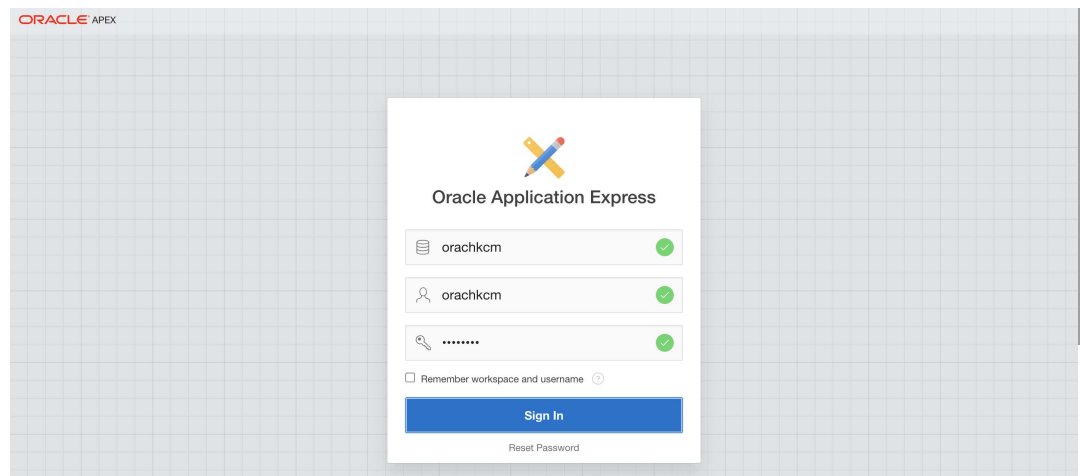 ORACLE APEX
Oracle Application Express
orachkcm
orachkcm
••••••••
Remember workspace and username ?
Sign In
Reset Password